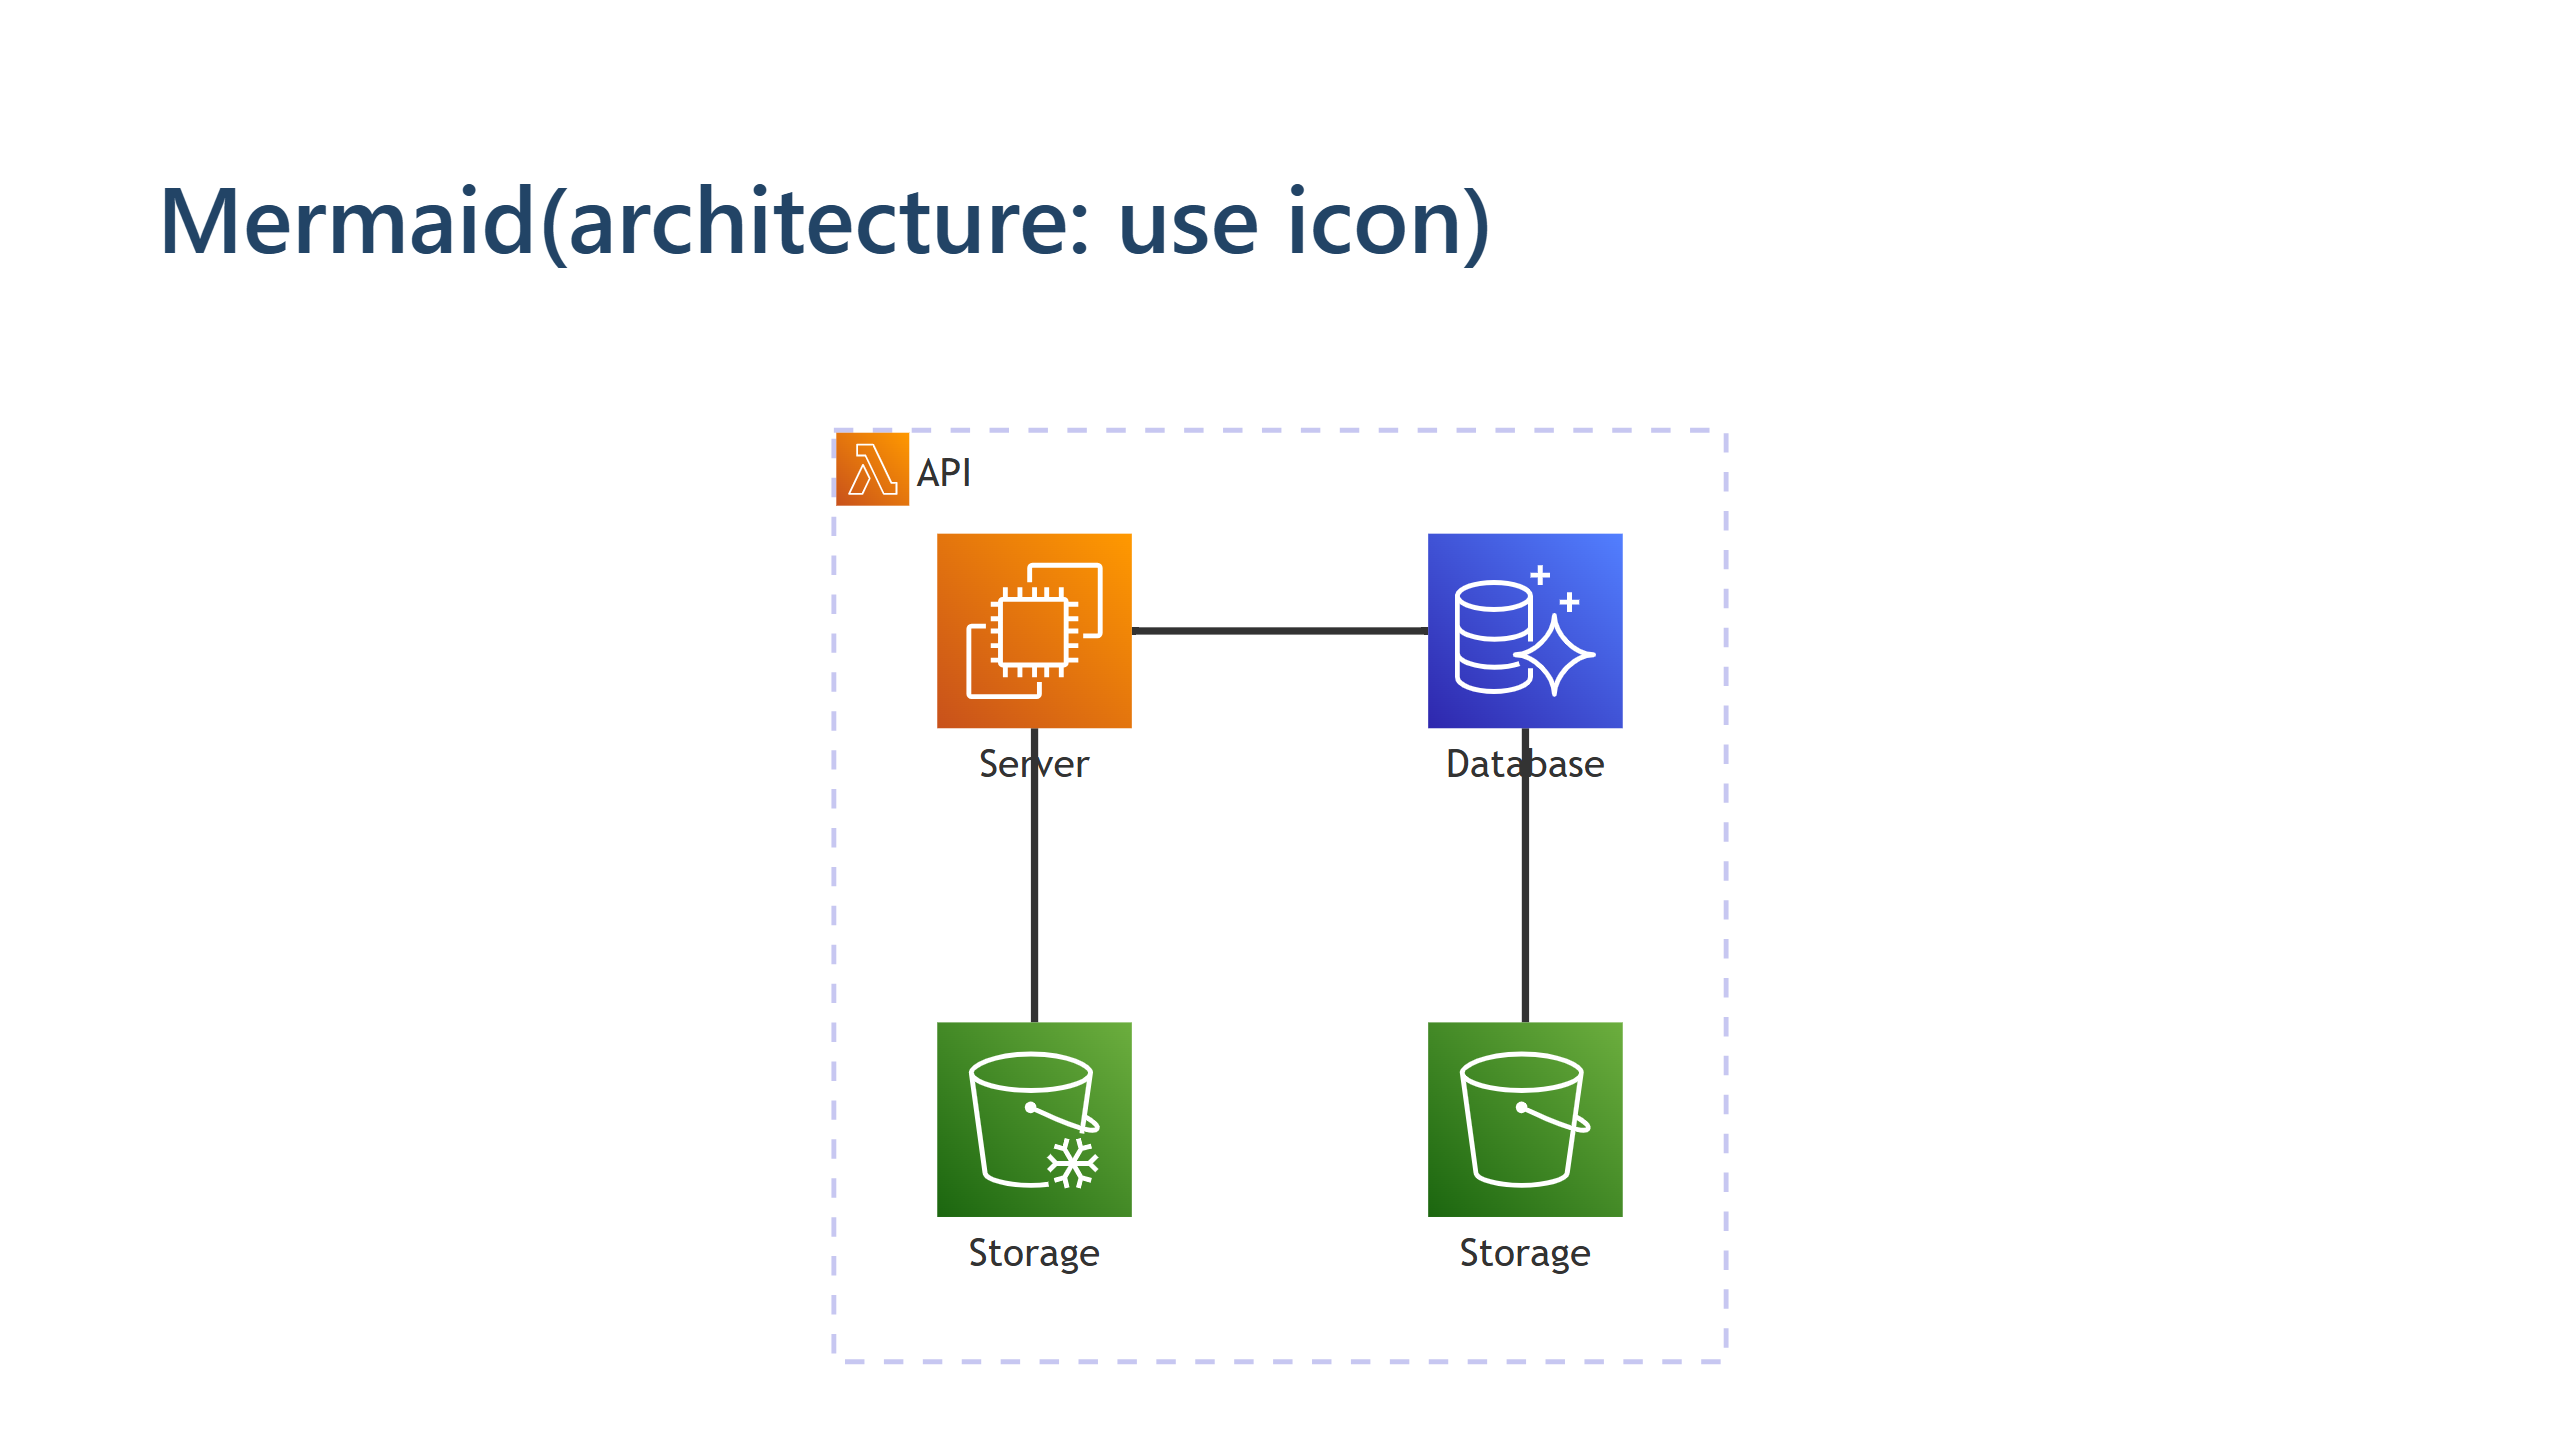 Mermaid(architecture: use icon)
API
Server
Database
Storage
Storage